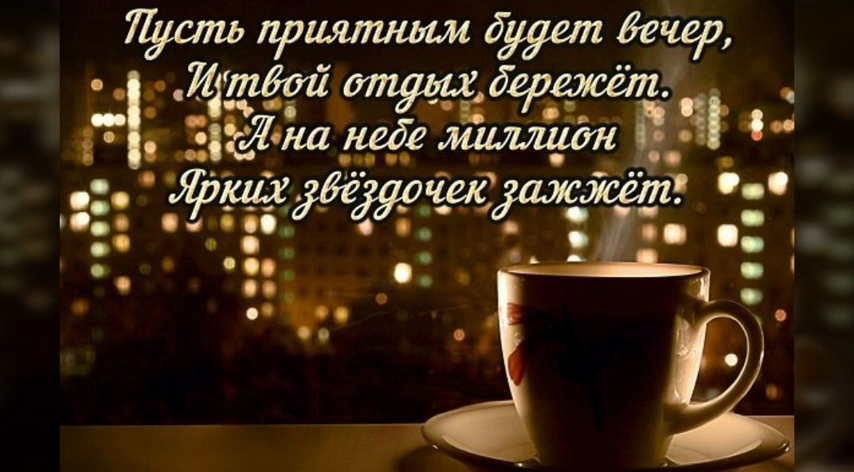 Пусть приятным будет вечер,
И твой отдых бережёт.
А на небе миллион
Ярких звёздочек зажжёт.